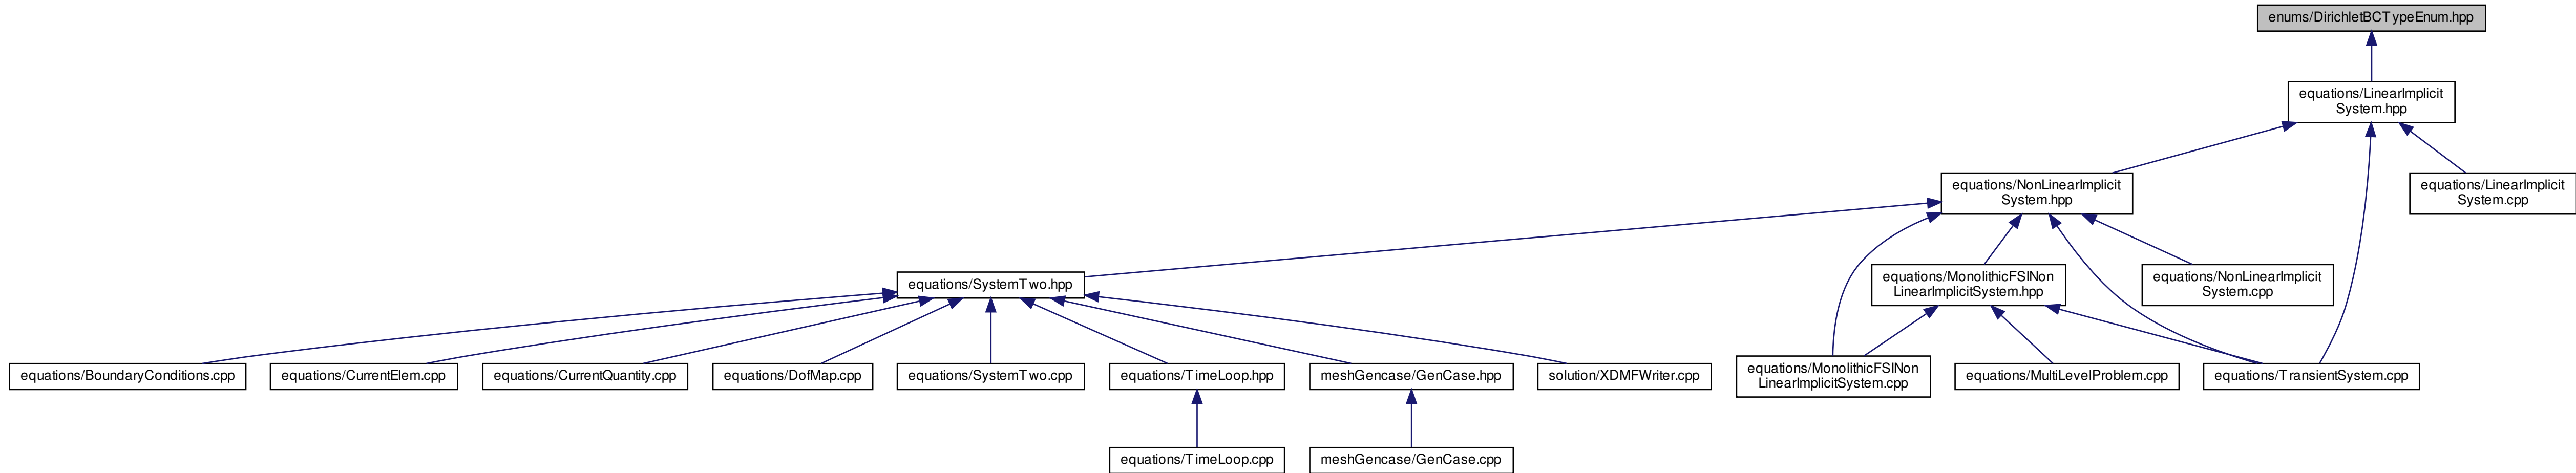 enums/DirichletBCTypeEnum.hpp
equations/LinearImplicit
System.hpp
equations/NonLinearImplicit
System.hpp
equations/LinearImplicit
System.cpp
equations/SystemTwo.hpp
equations/MonolithicFSINon
LinearImplicitSystem.hpp
equations/NonLinearImplicit
System.cpp
equations/BoundaryConditions.cpp
equations/CurrentElem.cpp
equations/CurrentQuantity.cpp
equations/DofMap.cpp
equations/SystemTwo.cpp
equations/TimeLoop.hpp
meshGencase/GenCase.hpp
solution/XDMFWriter.cpp
equations/MonolithicFSINon
LinearImplicitSystem.cpp
equations/MultiLevelProblem.cpp
equations/TransientSystem.cpp
equations/TimeLoop.cpp
meshGencase/GenCase.cpp